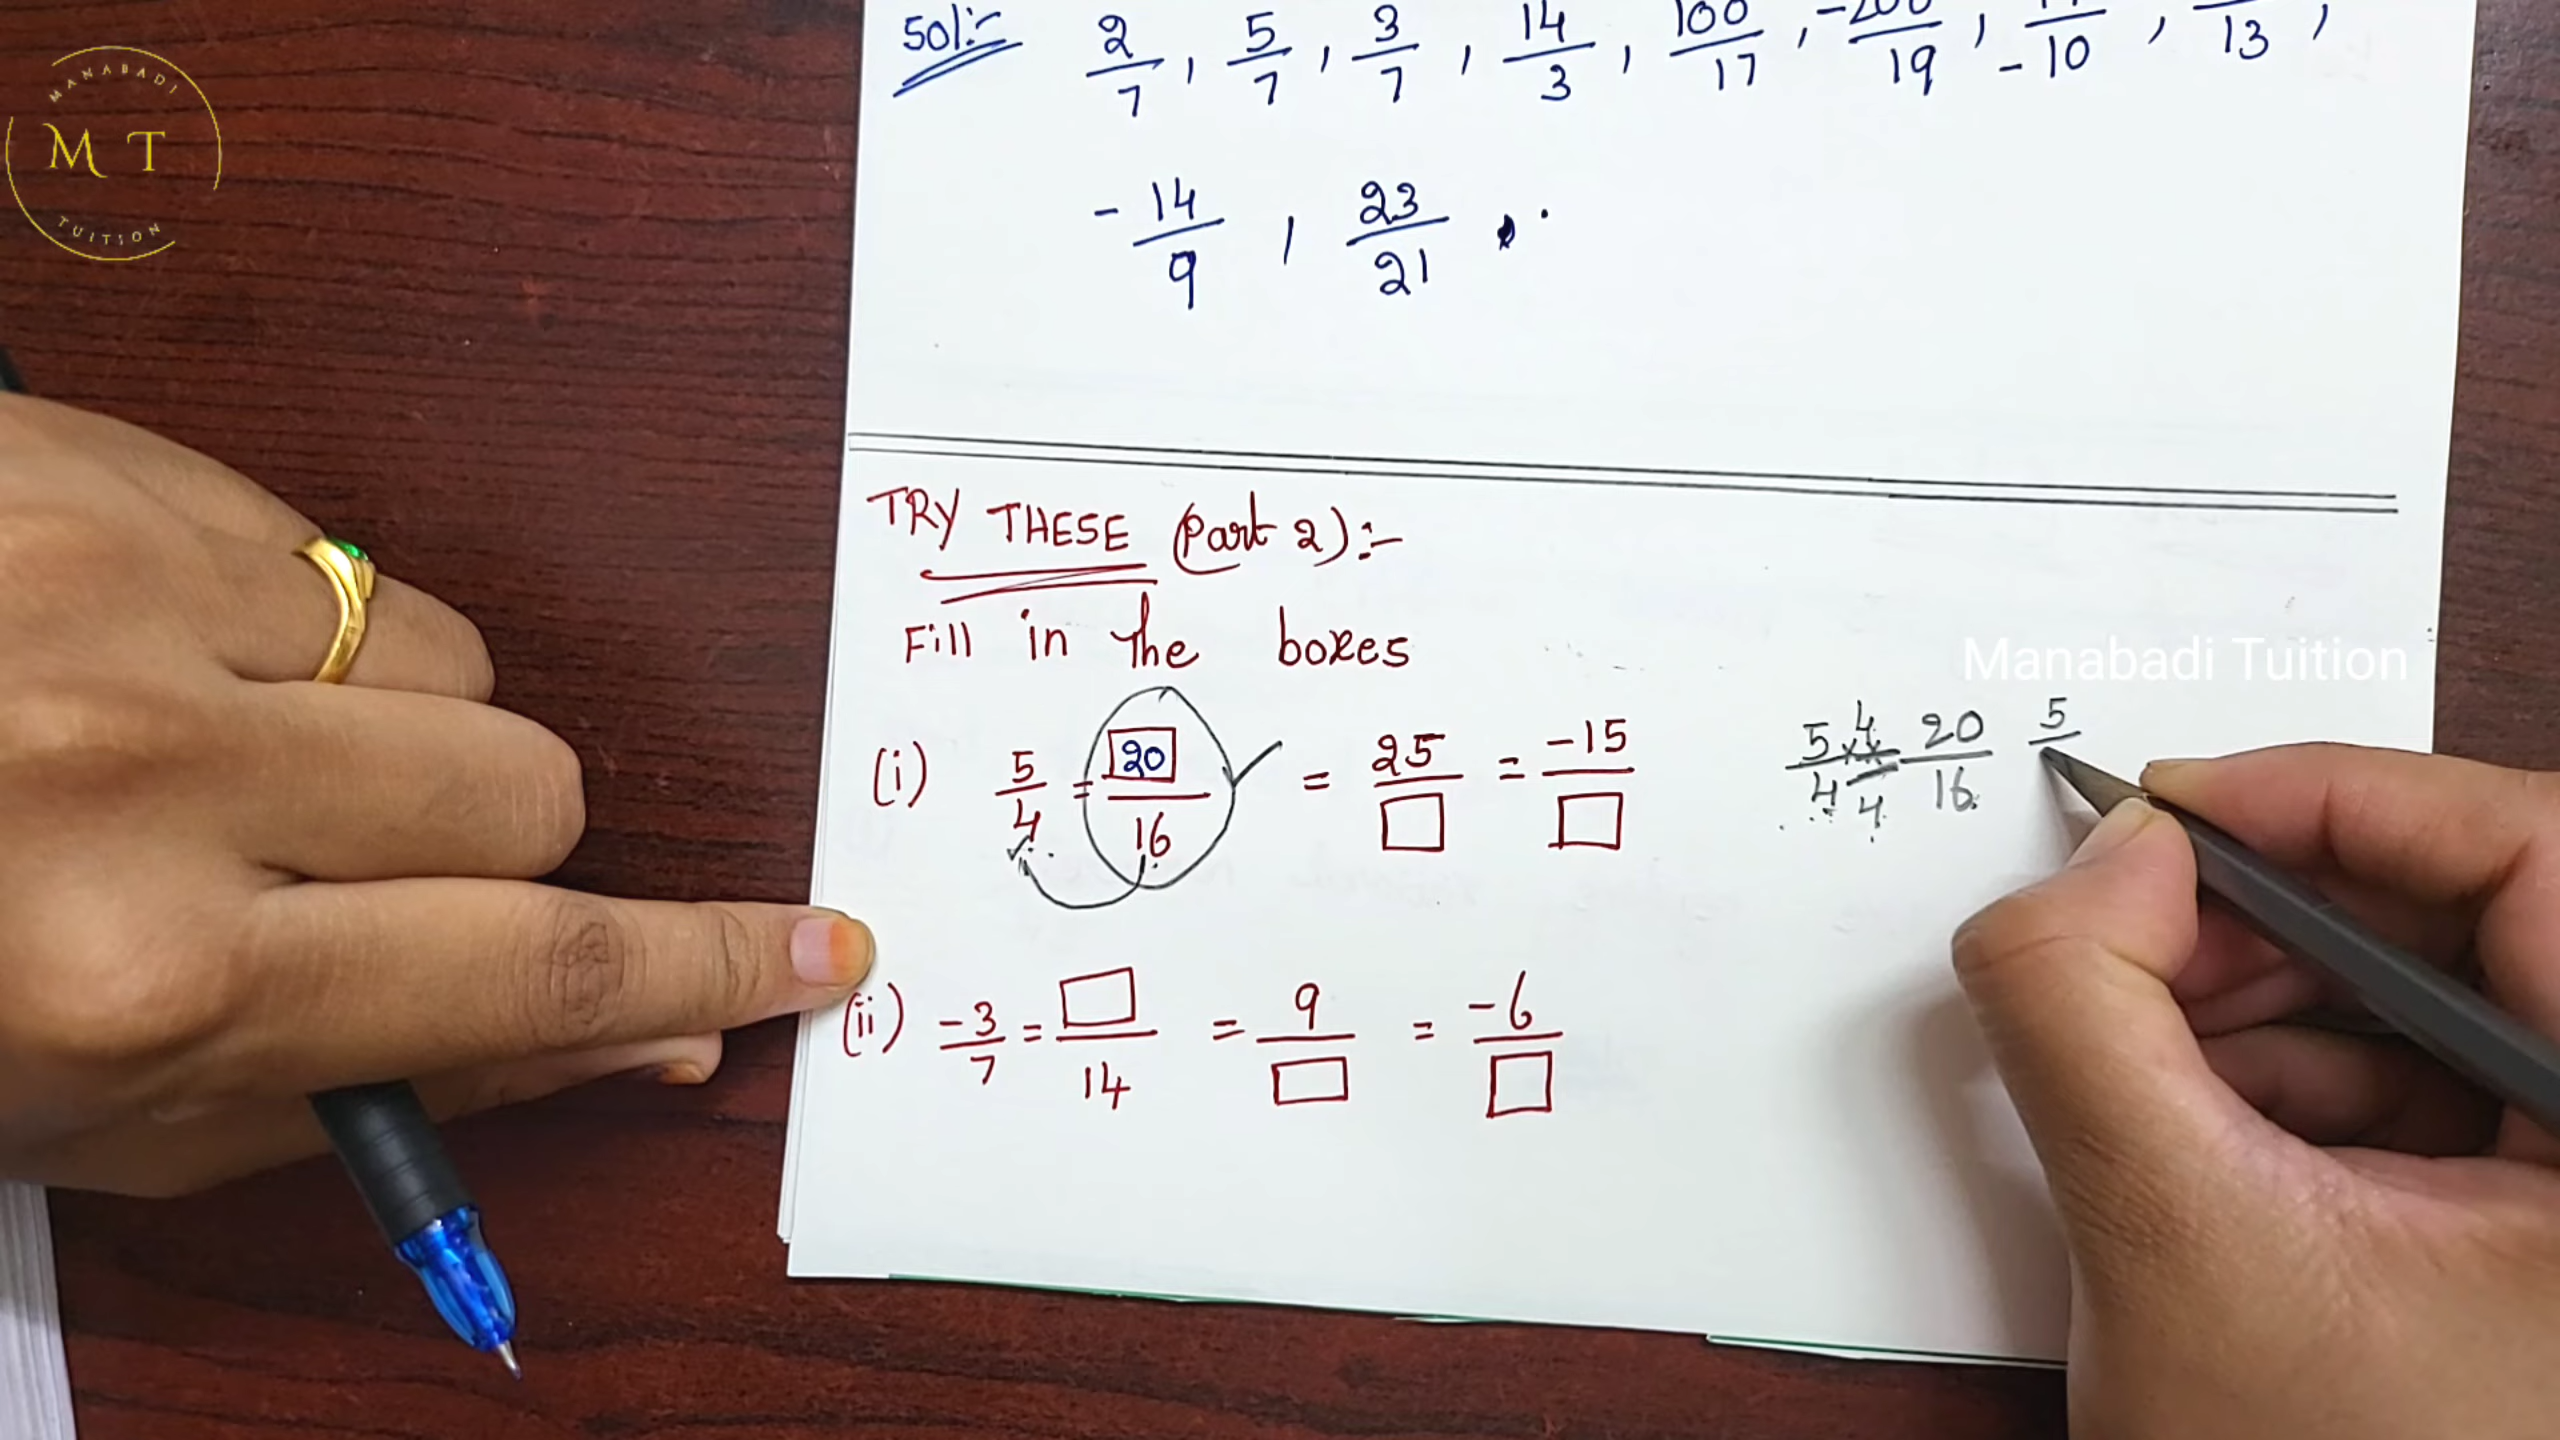 MANABADI
M T
TUITION
Sol:- 2/7, 5/7, 3/7, 14/3, 100/17, -200/19, /-10, /13,
-14/9, 23/21.
TRY THESE (Part 2):-
Fill in the boxes
Manabadi Tuition
(i) 5/4 = 20/16 = 25/□ = -15/□
5/4 × 4/4 = 20/16 5/
(ii) -3/7 = □/14 = 9/□ = -6/□